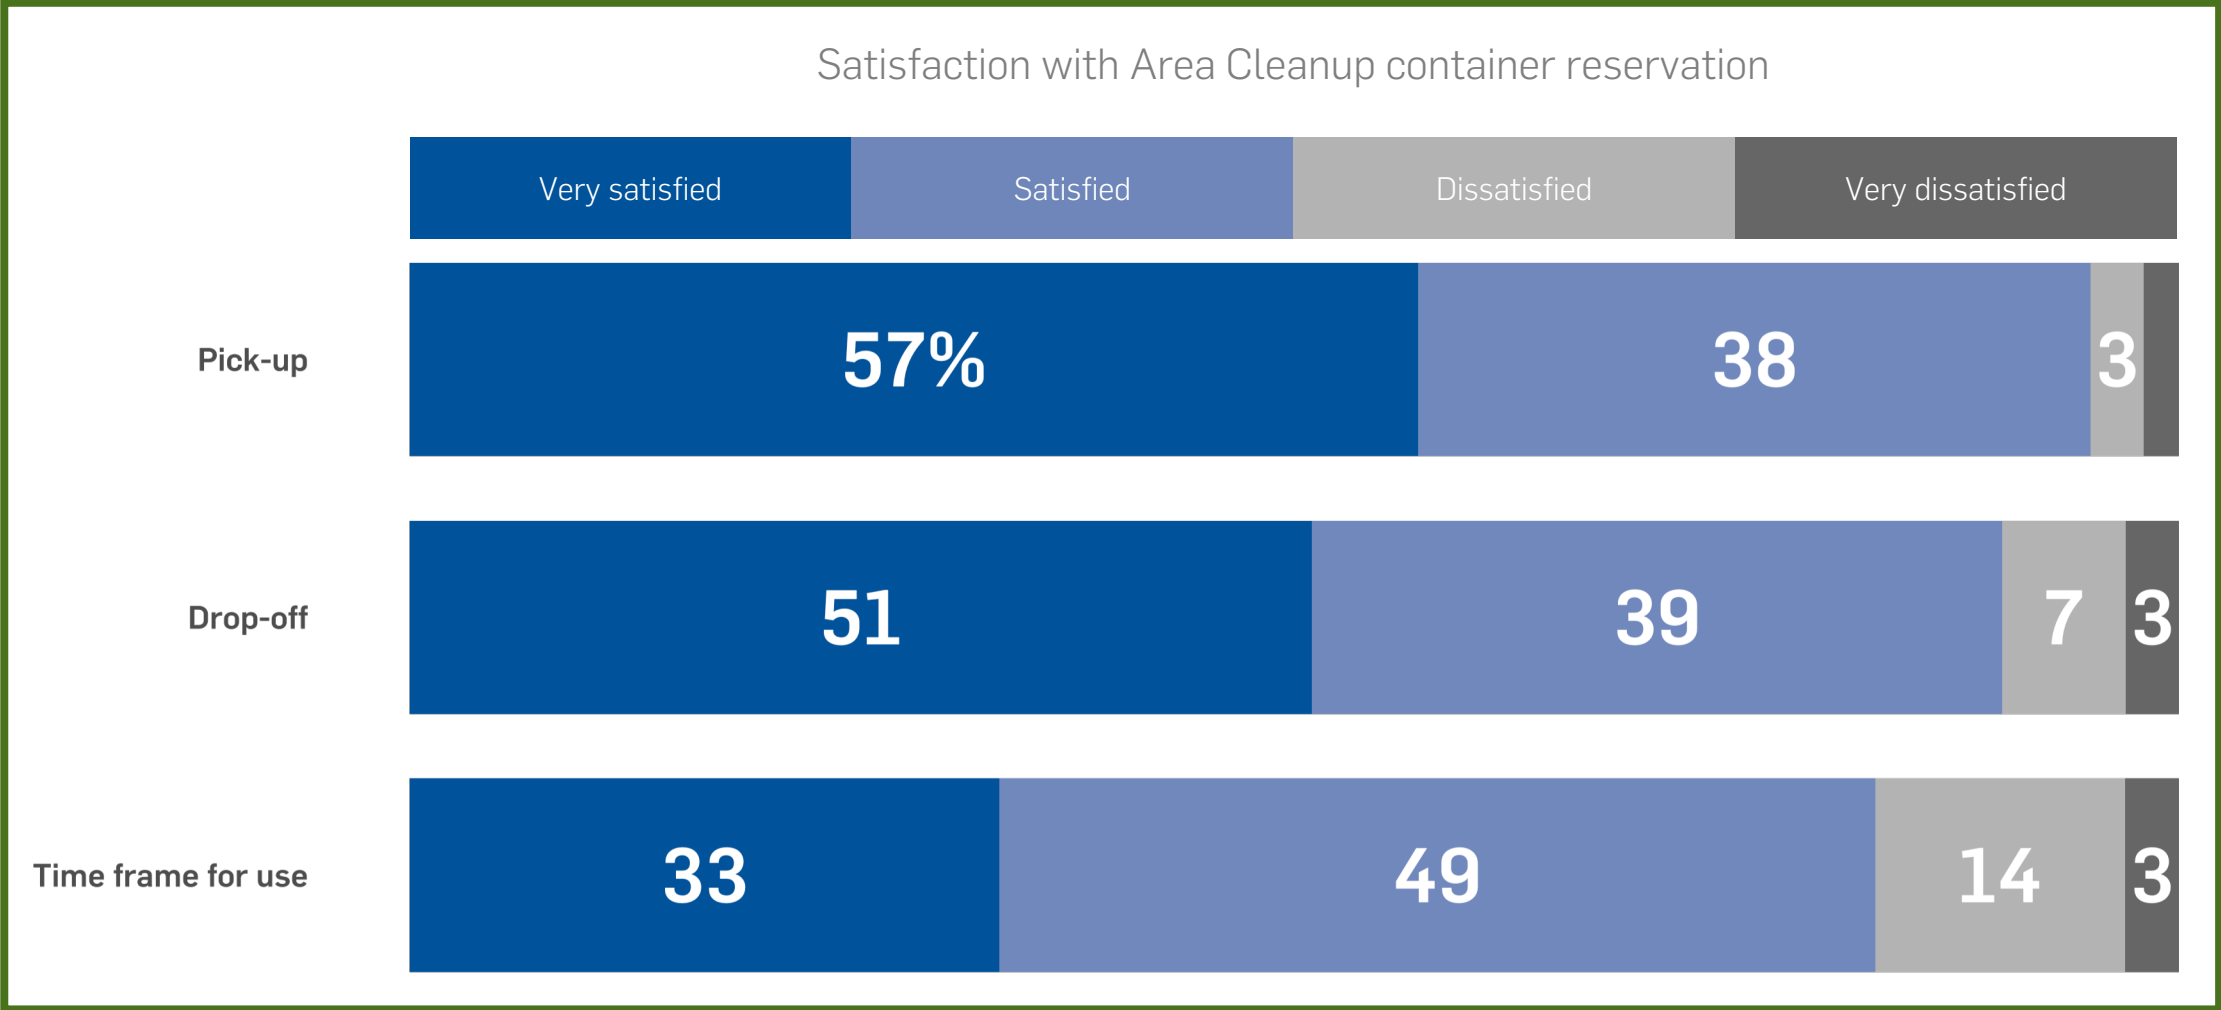 Satisfaction with Area Cleanup container reservation
Very satisfied Satisfied Dissatisfied Very dissatisfied
Pick-up 57% 38 3
Drop-off 51 39 7 3
Time frame for use 33 49 14 3